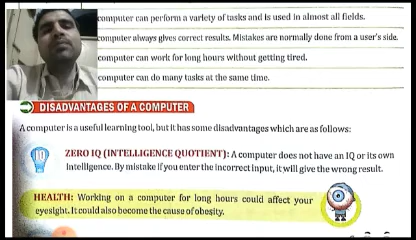 computer can perform a variety of tasks and is used in almost all fields.
computer always gives correct results. Mistakes are normally done from a user's side.
computer can work for long hours without getting tired.
computer can do many tasks at the same time.
DISADVANTAGES OF A COMPUTER
A computer is a useful learning tool, but it has some disadvantages which are as follows:
ZERO IQ (INTELLIGENCE QUOTIENT): A computer does not have an IQ or its own
intelligence. By mistake if you enter the incorrect input, it will give the wrong result.
HEALTH: Working on a computer for long hours could affect your
eyesight. It could also become the cause of obesity.